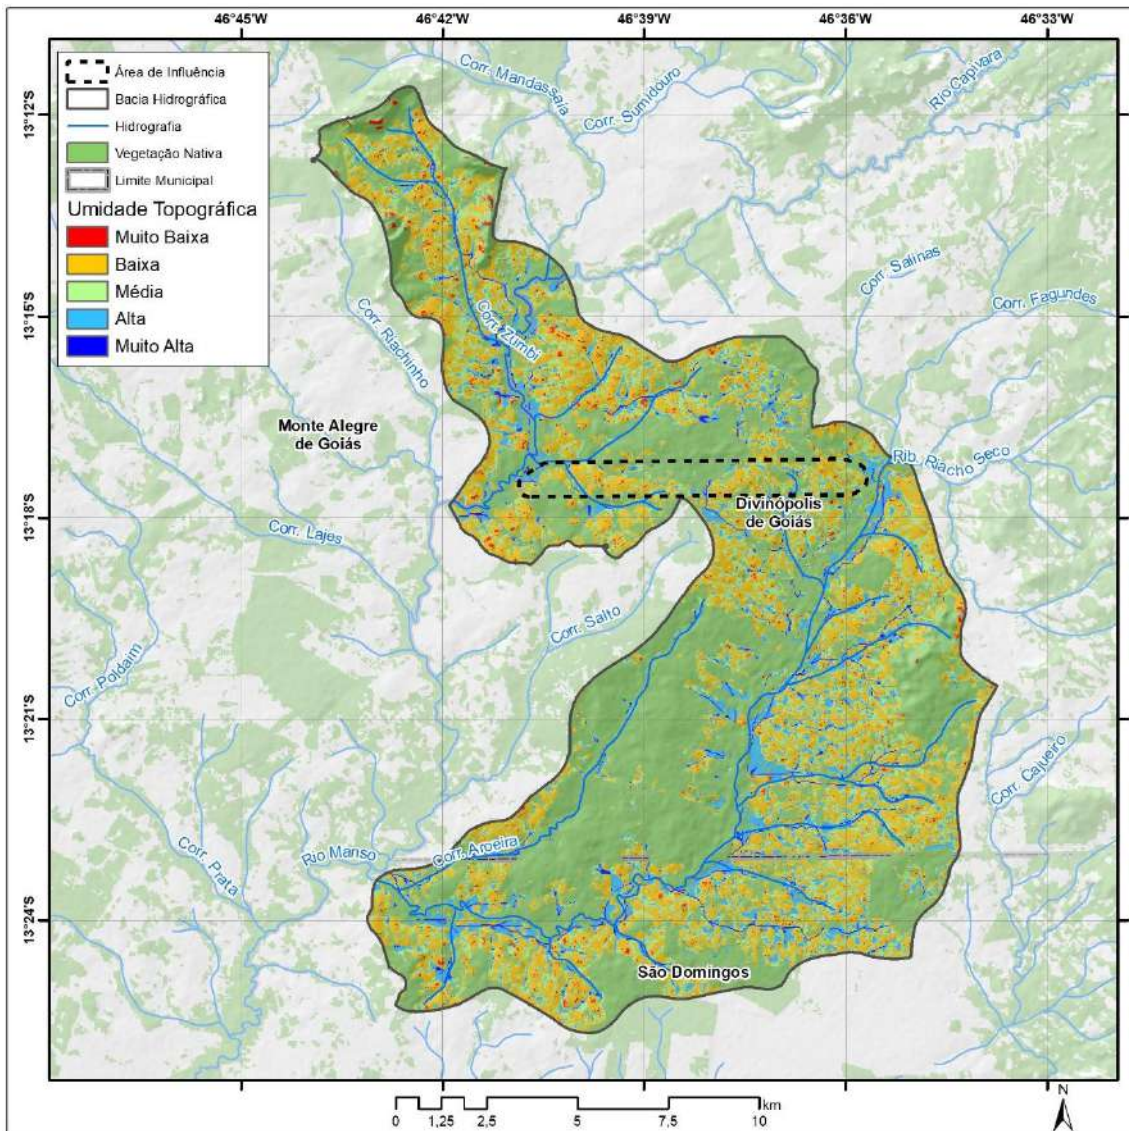 46°45'W
46°42'W
46°39'W
46°36'W
46°33'W
13°12'S
13°15'S
13°18'S
13°21'S
13°24'S
Área de Influência
Bacia Hidrográfica
Hidrografia
Vegetação Nativa
Limite Municipal
Umidade Topográfica
Muito Baixa
Baixa
Média
Alta
Muito Alta
Corr. Mandassaia
Corr. Sumidouro
Rio Capivara
Corr. Salinas
Corr. Fagundes
Corr. Riachinho
Corr. Zumbi
Monte Alegre
de Goiás
Rib. Riacho Seco
Divinópolis
de Goiás
Corr. Lajes
Corr. Salto
Corr. Poldaim
Corr. Cajueiro
Rio Manso
Corr. Aroeira
Corr. Prata
São Domingos
0
1,25
2,5
5
7,5
10
km
N